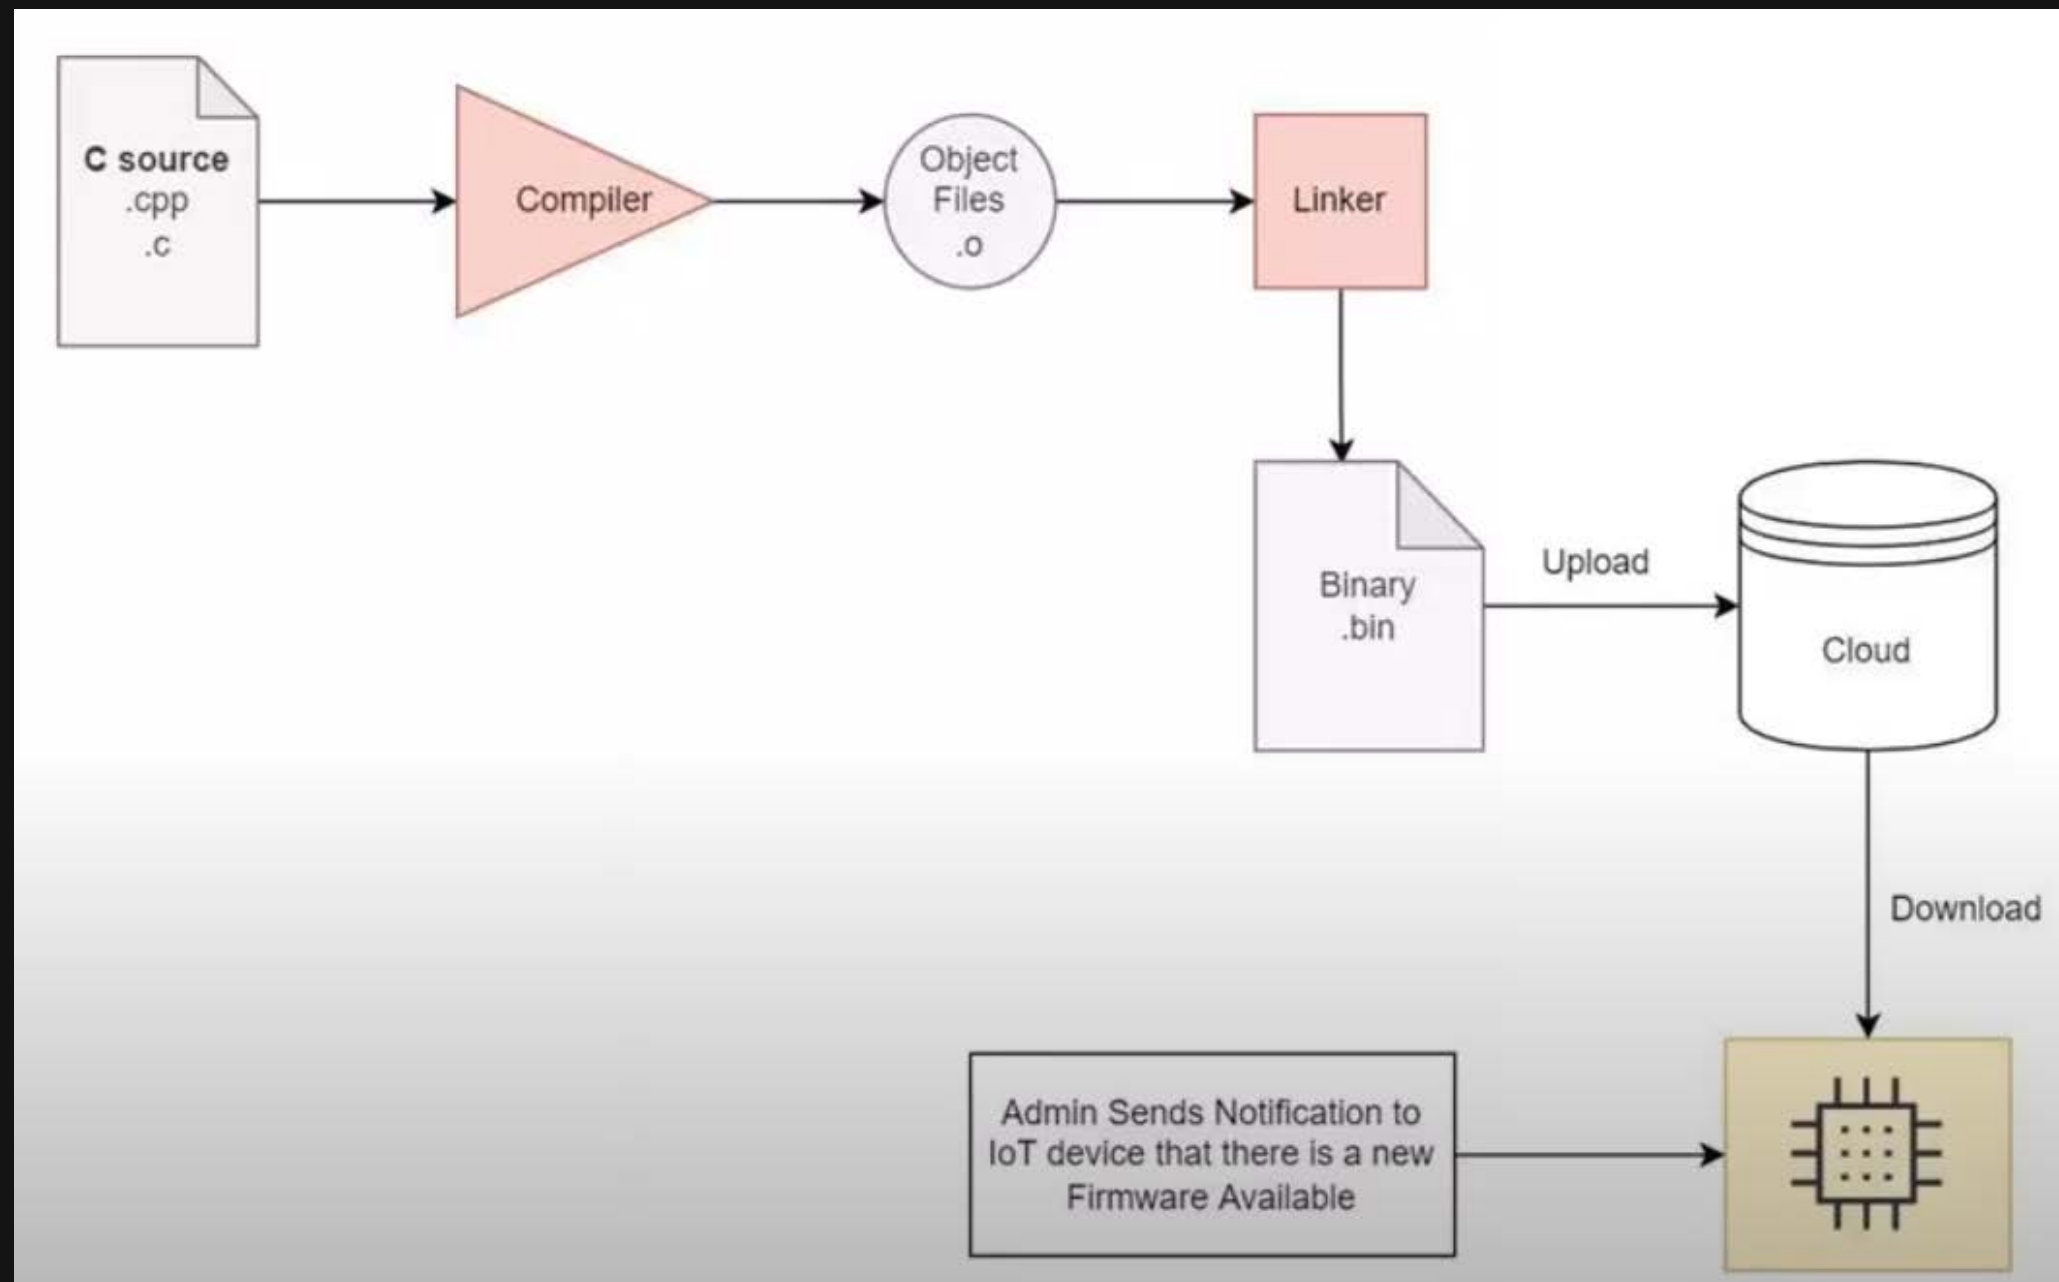 C source
.cpp
.c
Compiler
Object
Files
.o
Linker
Binary
.bin
Upload
Cloud
Download
Admin Sends Notification to
IoT device that there is a new
Firmware Available